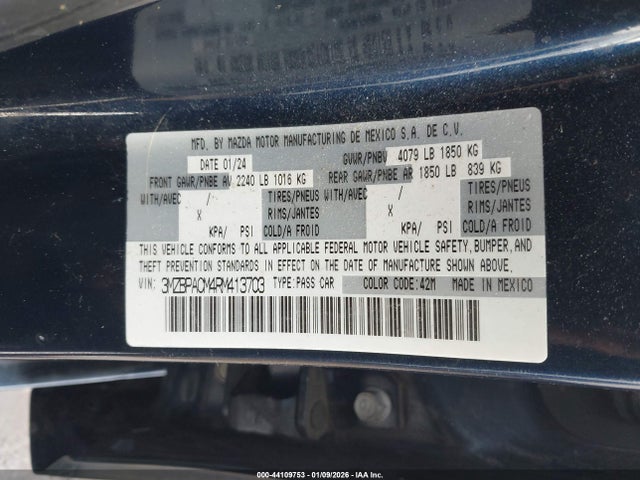 MFD. BY MAZDA MOTOR MANUFACTURING DE MEXICO S.A. DE C.V.
DATE 01/24 GVWR/PNBV 4079 LB 1850 KG
FRONT GAWR/PNBE AV 2240 LB 1016 KG REAR GAWR/PNBE AR 1850 LB 839 KG
WITH/AVEC / TIRES/PNEUS WITH/AVEC / TIRES/PNEUS
X RIMS/JANTES X RIMS/JANTES
KPA/ PSI COLD/A FROID KPA/ PSI COLD/A FROID
THIS VEHICLE CONFORMS TO ALL APPLICABLE FEDERAL MOTOR VEHICLE SAFETY, BUMPER, AND
THEFT PREVENTION STANDARDS IN EFFECT ON THE DATE OF MANUFACTURE SHOWN ABOVE.
VIN: 3MZBPACM4RM413703 TYPE: PASS CAR COLOR CODE: 42M MADE IN MEXICO
000-44109753 - 01/09/2026 - IAA Inc.